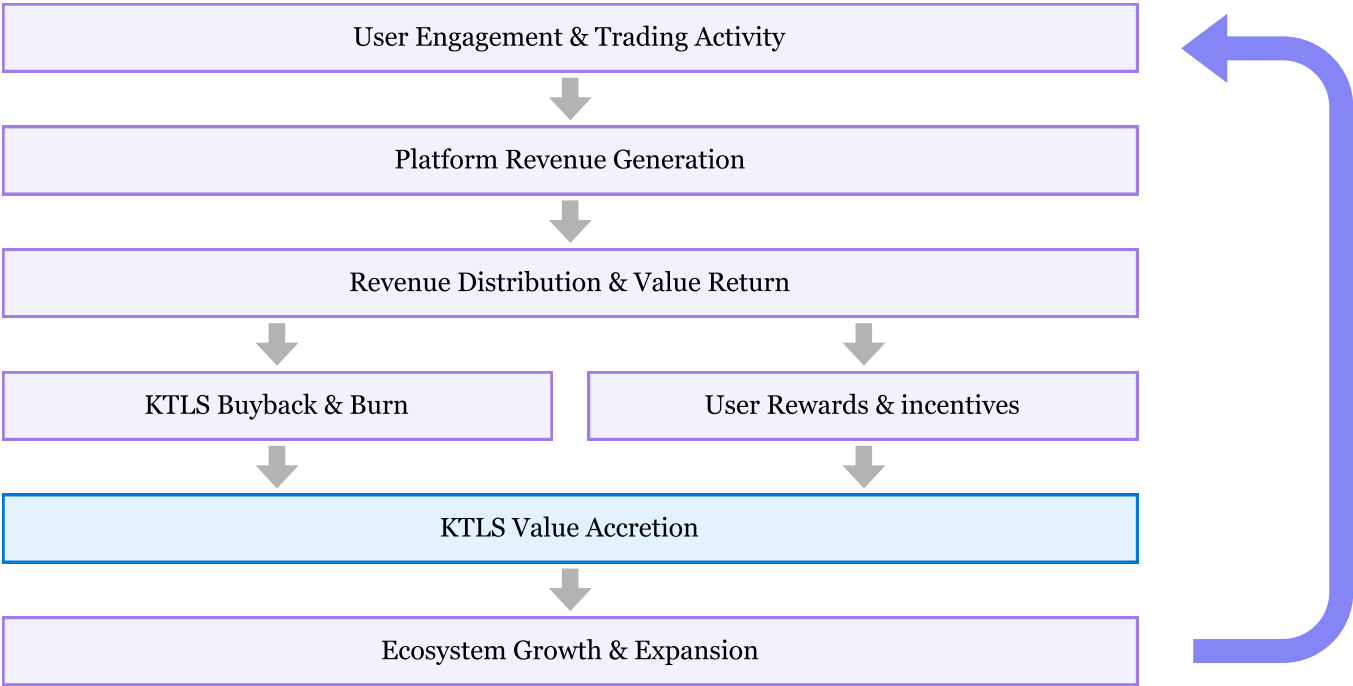 User Engagement & Trading Activity
Platform Revenue Generation
Revenue Distribution & Value Return
KTLS Buyback & Burn
User Rewards & incentives
KTLS Value Accretion
Ecosystem Growth & Expansion